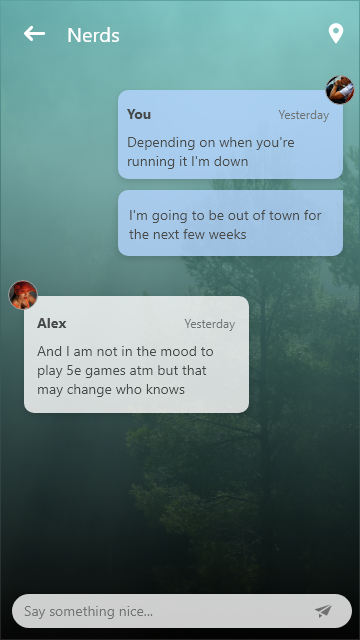 Nerds
You Yesterday
Depending on when you're
running it I'm down
I'm going to be out of town for
the next few weeks
Alex Yesterday
And I am not in the mood to
play 5e games atm but that
may change who knows
Say something nice...